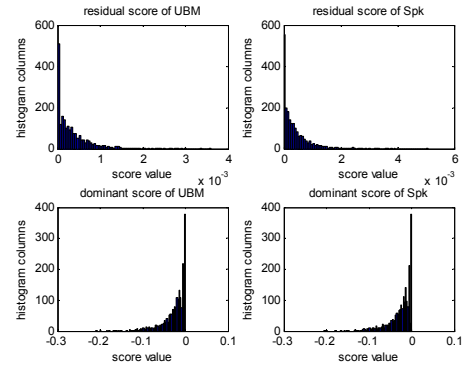 residual score of UBM
residual score of Spk
histogram columns
600
400
200
0
0 1 2 3 4
score value
x 10-3
histogram columns
600
400
200
0
0 2 4 6
score value
x 10-3
dominant score of UBM
dominant score of Spk
histogram columns
400
300
200
100
0
-0.3 -0.2 -0.1 0 0.1
score value
histogram columns
400
300
200
100
0
-0.3 -0.2 -0.1 0 0.1
score value